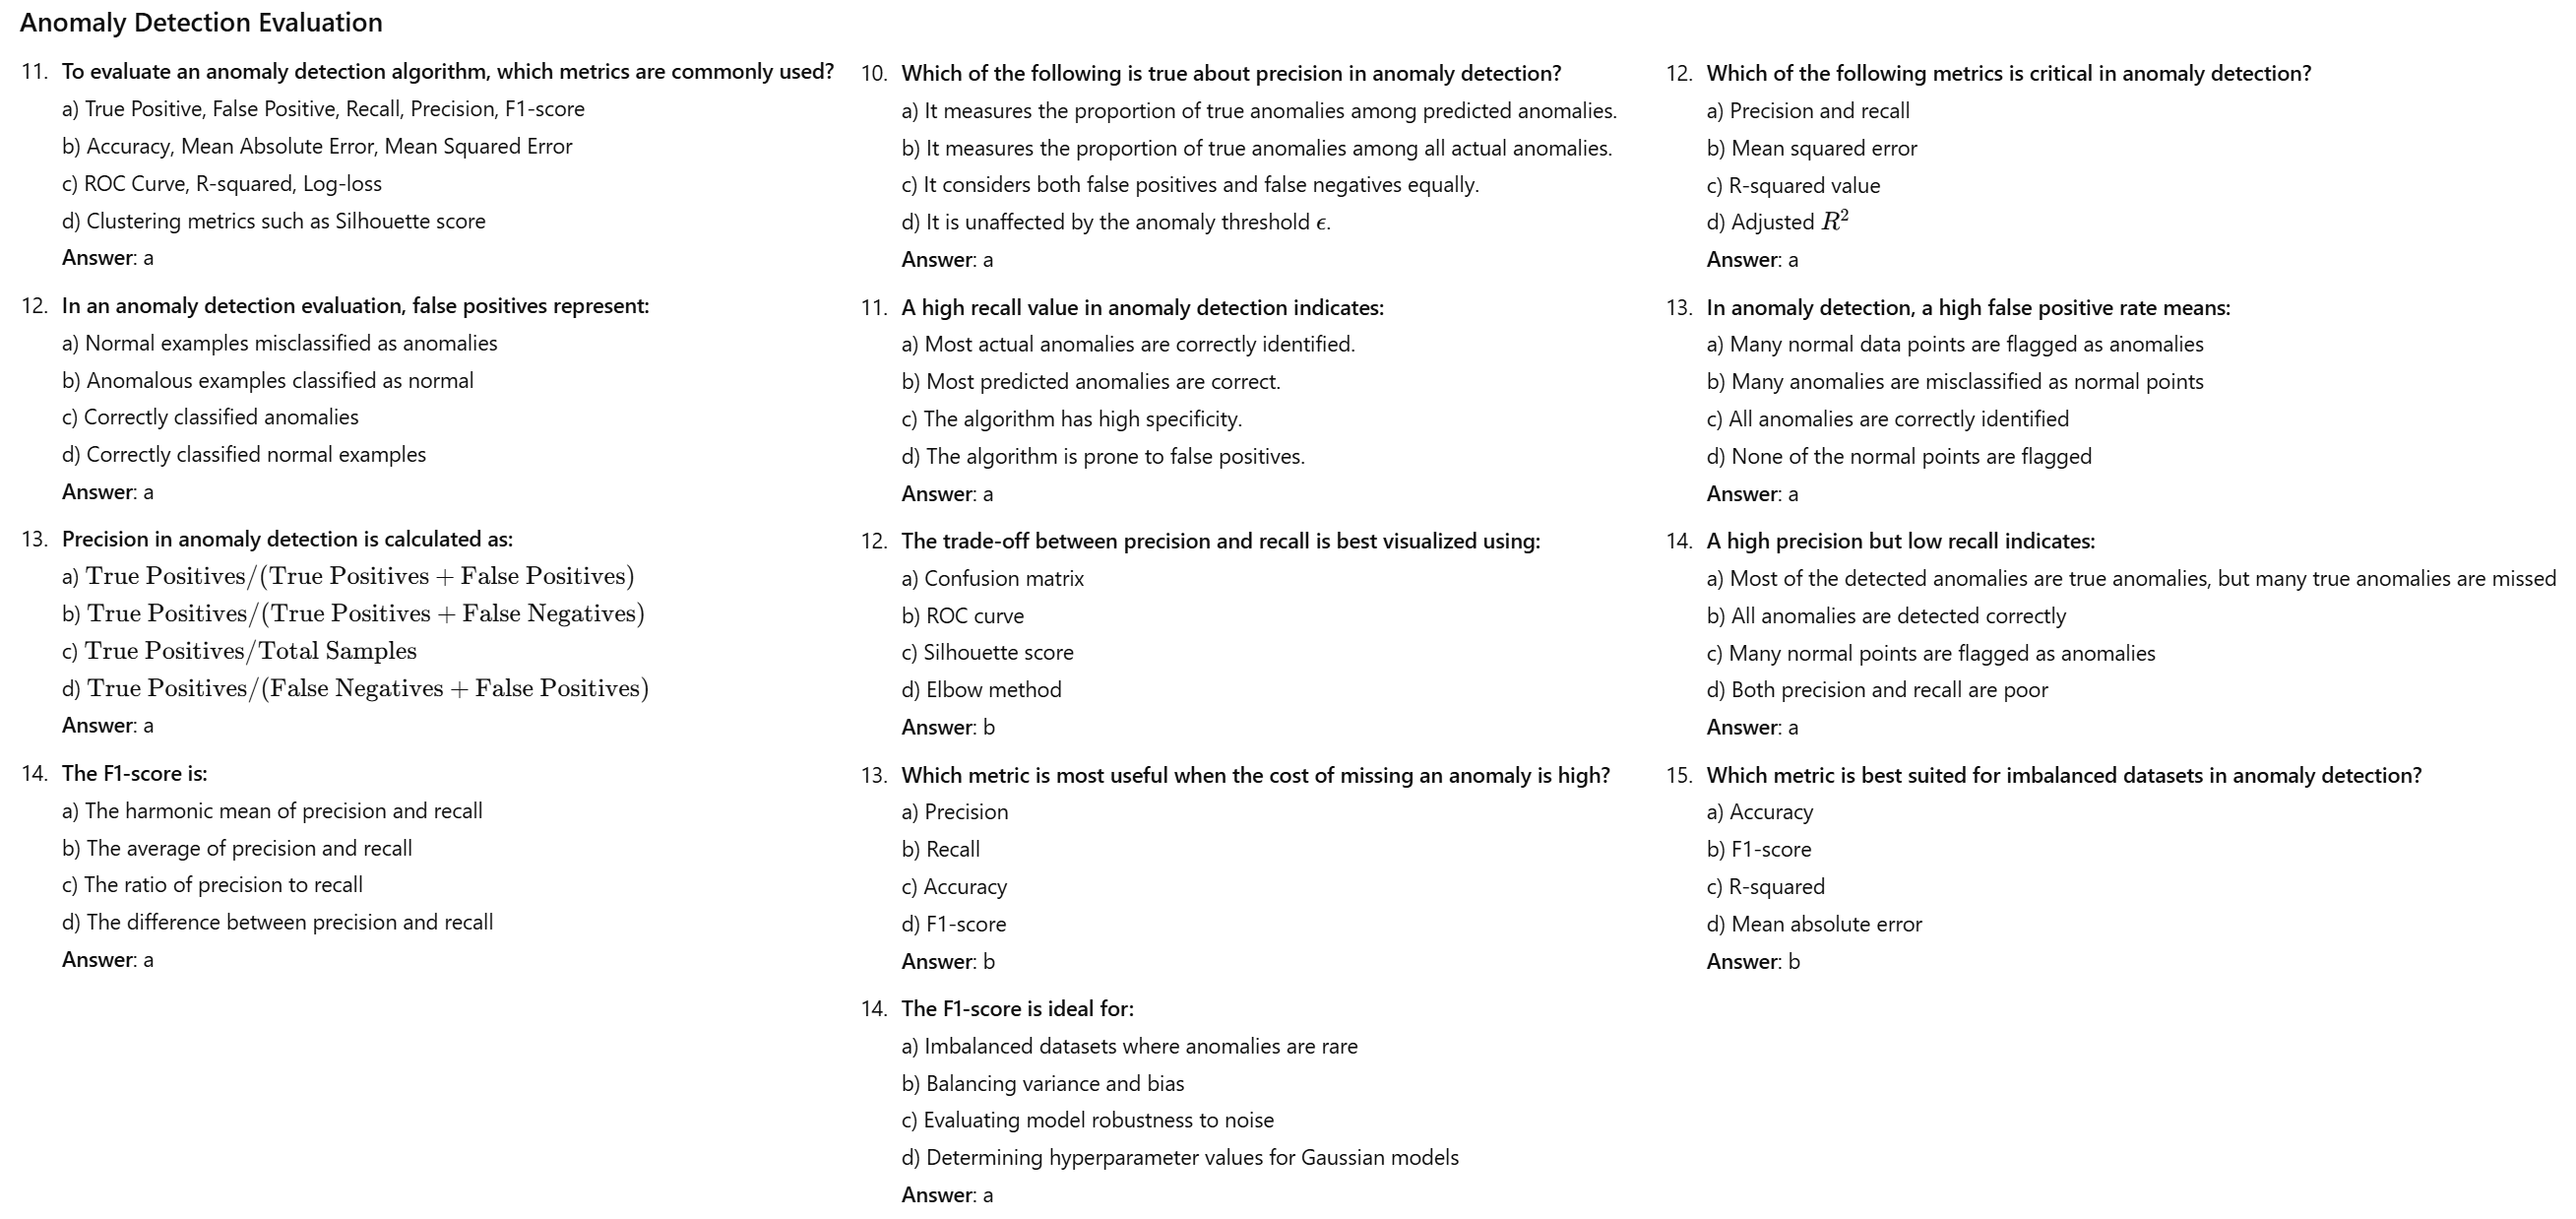 Anomaly Detection Evaluation
11. To evaluate an anomaly detection algorithm, which metrics are commonly used?
a) True Positive, False Positive, Recall, Precision, F1-score
b) Accuracy, Mean Absolute Error, Mean Squared Error
c) ROC Curve, R-squared, Log-loss
d) Clustering metrics such as Silhouette score
Answer: a
12. In an anomaly detection evaluation, false positives represent:
a) Normal examples misclassified as anomalies
b) Anomalous examples classified as normal
c) Correctly classified anomalies
d) Correctly classified normal examples
Answer: a
13. Precision in anomaly detection is calculated as:
a) True Positives/(True Positives + False Positives)
b) True Positives/(True Positives + False Negatives)
c) True Positives/Total Samples
d) True Positives/(False Negatives + False Positives)
Answer: a
14. The F1-score is:
a) The harmonic mean of precision and recall
b) The average of precision and recall
c) The ratio of precision to recall
d) The difference between precision and recall
Answer: a
10. Which of the following is true about precision in anomaly detection?
a) It measures the proportion of true anomalies among predicted anomalies.
b) It measures the proportion of true anomalies among all actual anomalies.
c) It considers both false positives and false negatives equally.
d) It is unaffected by the anomaly threshold ϵ.
Answer: a
11. A high recall value in anomaly detection indicates:
a) Most actual anomalies are correctly identified.
b) Most predicted anomalies are correct.
c) The algorithm has high specificity.
d) The algorithm is prone to false positives.
Answer: a
12. The trade-off between precision and recall is best visualized using:
a) Confusion matrix
b) ROC curve
c) Silhouette score
d) Elbow method
Answer: b
13. Which metric is most useful when the cost of missing an anomaly is high?
a) Precision
b) Recall
c) Accuracy
d) F1-score
Answer: b
14. The F1-score is ideal for:
a) Imbalanced datasets where anomalies are rare
b) Balancing variance and bias
c) Evaluating model robustness to noise
d) Determining hyperparameter values for Gaussian models
Answer: a
12. Which of the following metrics is critical in anomaly detection?
a) Precision and recall
b) Mean squared error
c) R-squared value
d) Adjusted R²
Answer: a
13. In anomaly detection, a high false positive rate means:
a) Many normal data points are flagged as anomalies
b) Many anomalies are misclassified as normal points
c) All anomalies are correctly identified
d) None of the normal points are flagged
Answer: a
14. A high precision but low recall indicates:
a) Most of the detected anomalies are true anomalies, but many true anomalies are missed
b) All anomalies are detected correctly
c) Many normal points are flagged as anomalies
d) Both precision and recall are poor
Answer: a
15. Which metric is best suited for imbalanced datasets in anomaly detection?
a) Accuracy
b) F1-score
c) R-squared
d) Mean absolute error
Answer: b